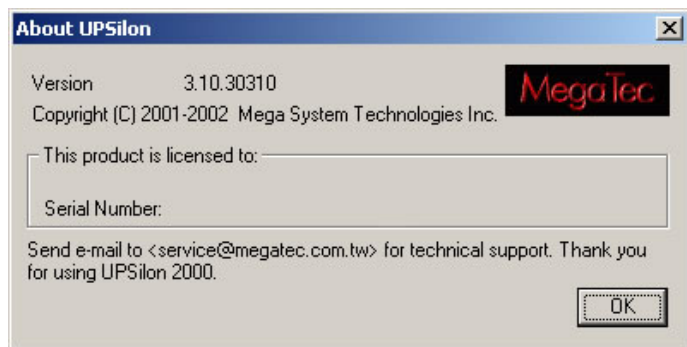 About UPSilon
Version 3.10.30310
MegaTec
Copyright (C) 2001-2002 Mega System Technologies Inc.
This product is licensed to:
Serial Number:
Send e-mail to <service@megatec.com.tw> for technical support. Thank you
for using UPSilon 2000.
OK